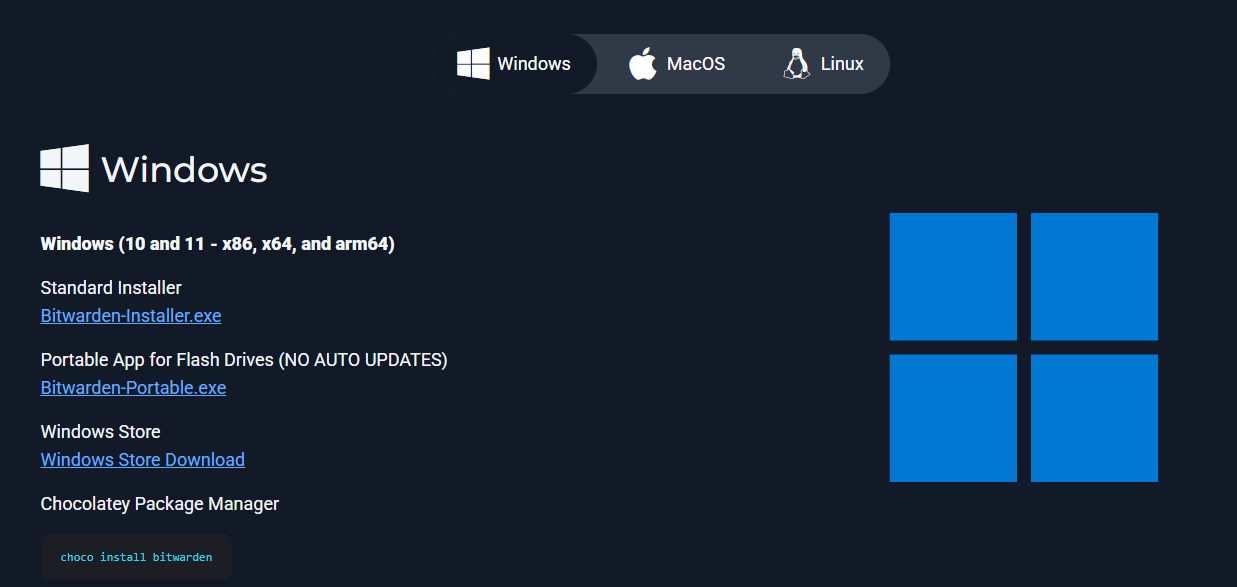 Windows
MacOS
Linux
Windows
Windows (10 and 11 - x86, x64, and arm64)
Standard Installer
Bitwarden-Installer.exe
Portable App for Flash Drives (NO AUTO UPDATES)
Bitwarden-Portable.exe
Windows Store
Windows Store Download
Chocolatey Package Manager
choco install bitwarden